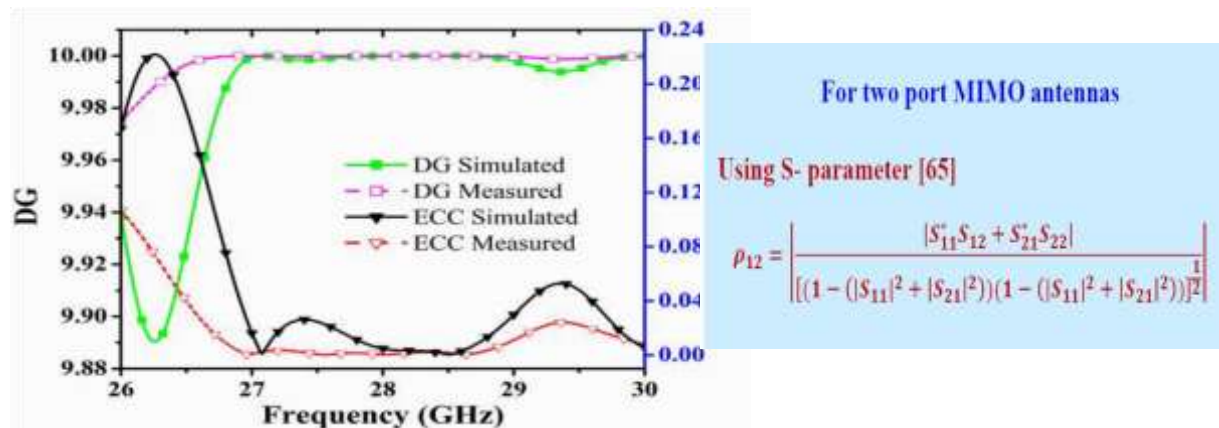 10.00
9.98
9.96
9.94
9.92
9.90
9.88
DG
0.24
0.20
0.16
0.12
0.08
0.04
0.00
DG Simulated
DG Measured
ECC Simulated
ECC Measured
26 27 28 29 30
Frequency (GHz)
For two port MIMO antennas
Using S- parameter [65]
ρ₁₂ = | |S*₁₁S₁₂ + S*₂₁S₂₂| / [(1 − (|S₁₁|² + |S₂₁|²))(1 − (|S₁₁|² + |S₂₁|²))]^½ |